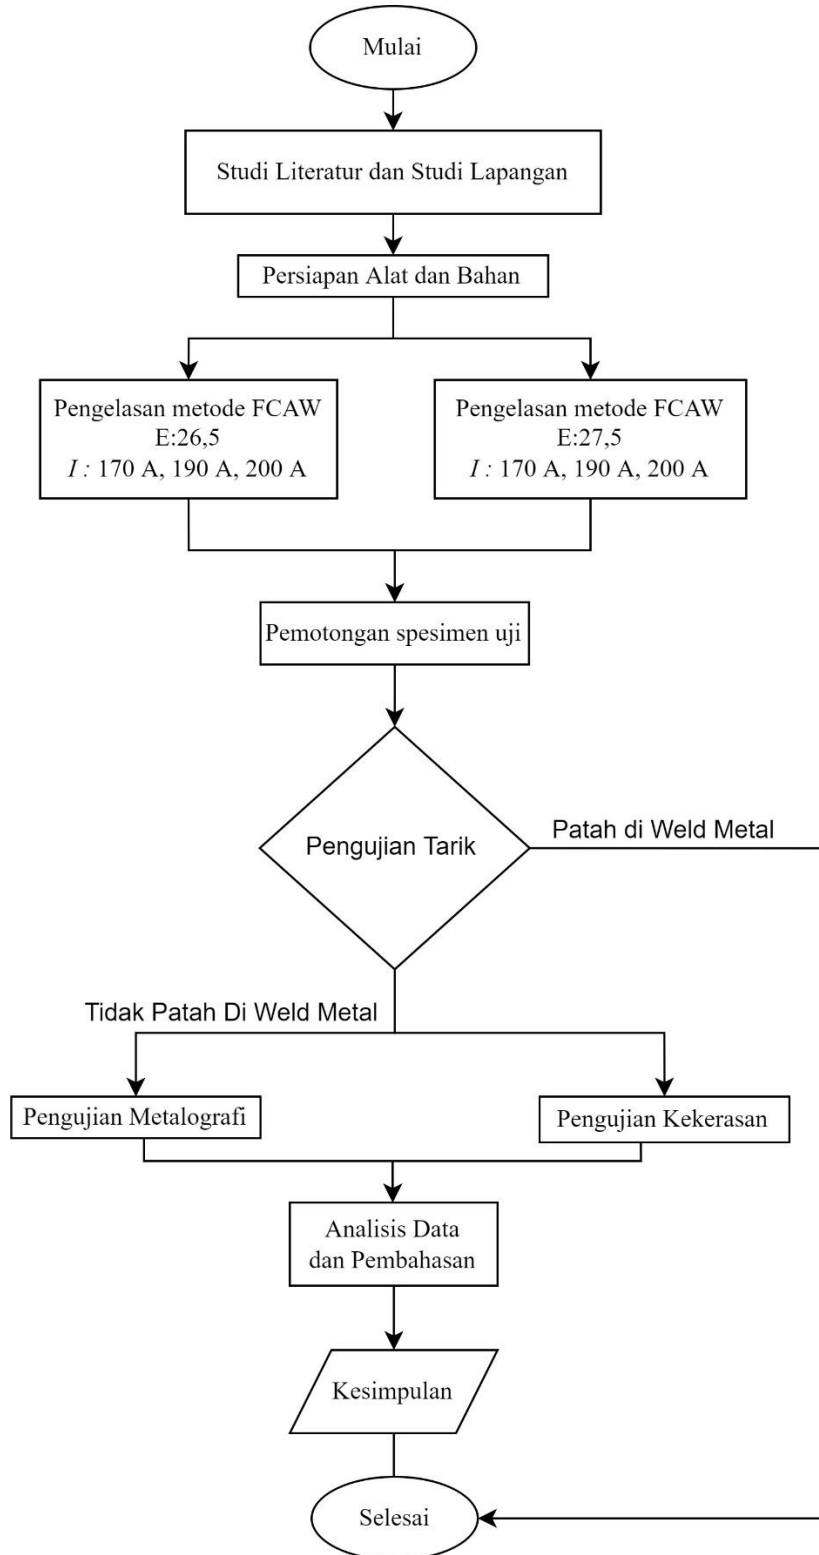 Mulai
Studi Literatur dan Studi Lapangan
Persiapan Alat dan Bahan
Pengelasan metode FCAW
E:26,5
I : 170 A, 190 A, 200 A
Pengelasan metode FCAW
E:27,5
I : 170 A, 190 A, 200 A
Pemotongan spesimen uji
Pengujian Tarik
Patah di Weld Metal
Tidak Patah Di Weld Metal
Pengujian Metalografi
Pengujian Kekerasan
Analisis Data
dan Pembahasan
Kesimpulan
Selesai